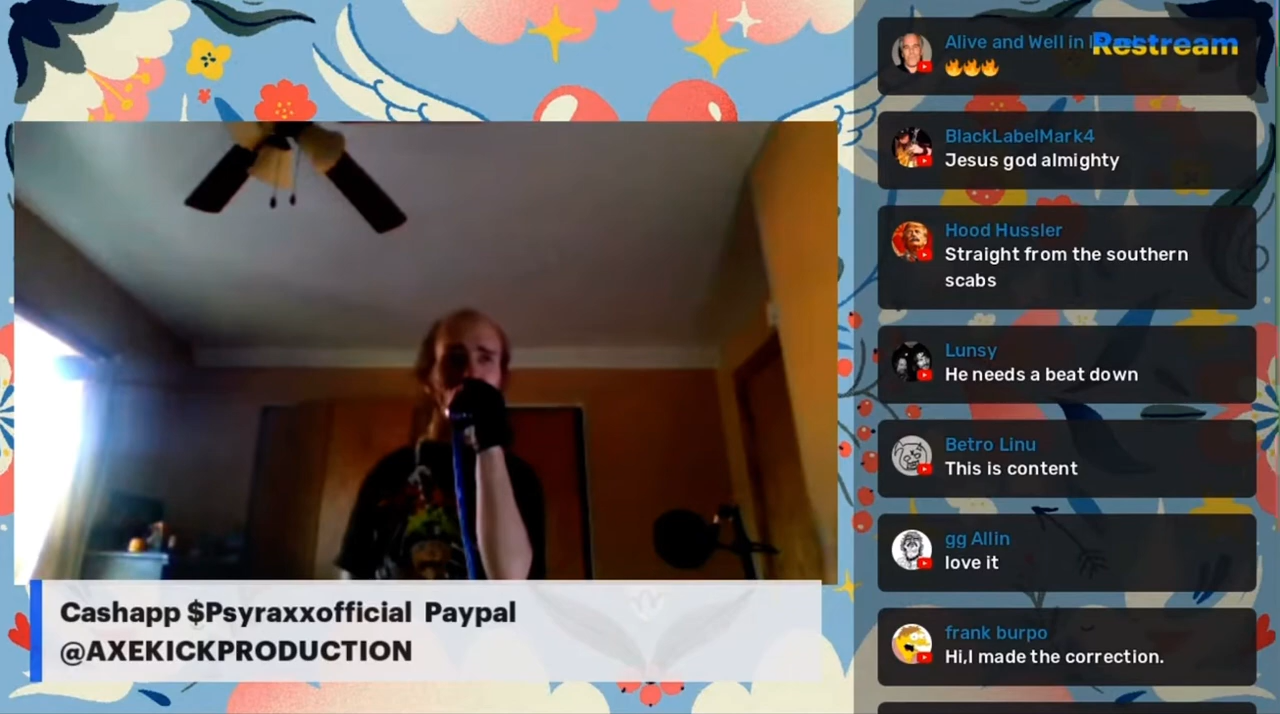 Cashapp $Psyraxxofficial Paypal
@AXEKICKPRODUCTION
Alive and Well in
Restream
🔥🔥🔥
BlackLabelMark4
Jesus god almighty
Hood Hussler
Straight from the southern
scabs
Lunsy
He needs a beat down
Betro Linu
This is content
gg Allin
love it
frank burpo
Hi,I made the correction.